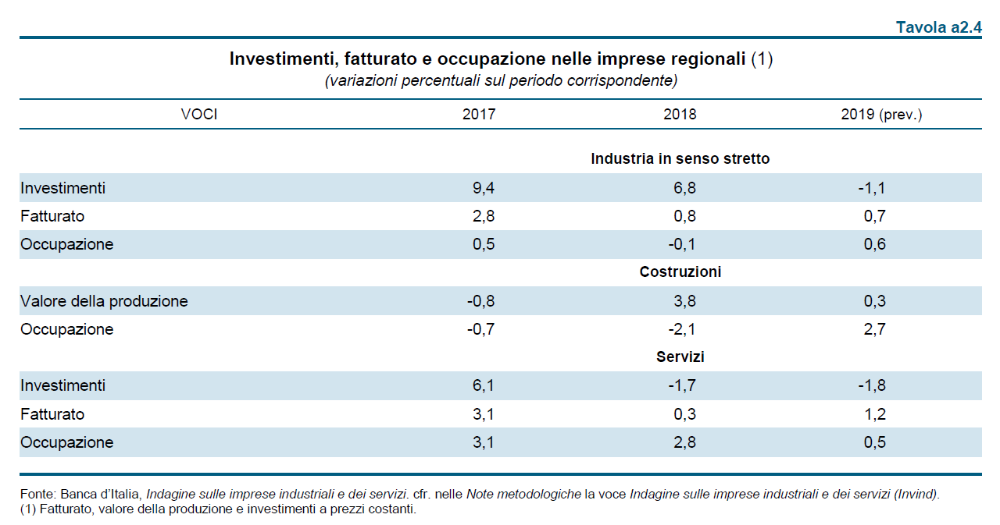 Tavola a2.4
Investimenti, fatturato e occupazione nelle imprese regionali (1)
(variazioni percentuali sul periodo corrispondente)
VOCI 2017 2018 2019 (prev.)
Industria in senso stretto
Investimenti 9,4 6,8 -1,1
Fatturato 2,8 0,8 0,7
Occupazione 0,5 -0,1 0,6
Costruzioni
Valore della produzione -0,8 3,8 0,3
Occupazione -0,7 -2,1 2,7
Servizi
Investimenti 6,1 -1,7 -1,8
Fatturato 3,1 0,3 1,2
Occupazione 3,1 2,8 0,5
Fonte: Banca d’Italia, Indagine sulle imprese industriali e dei servizi. cfr. nelle Note metodologiche la voce Indagine sulle imprese industriali e dei servizi (Invind).
(1) Fatturato, valore della produzione e investimenti a prezzi costanti.